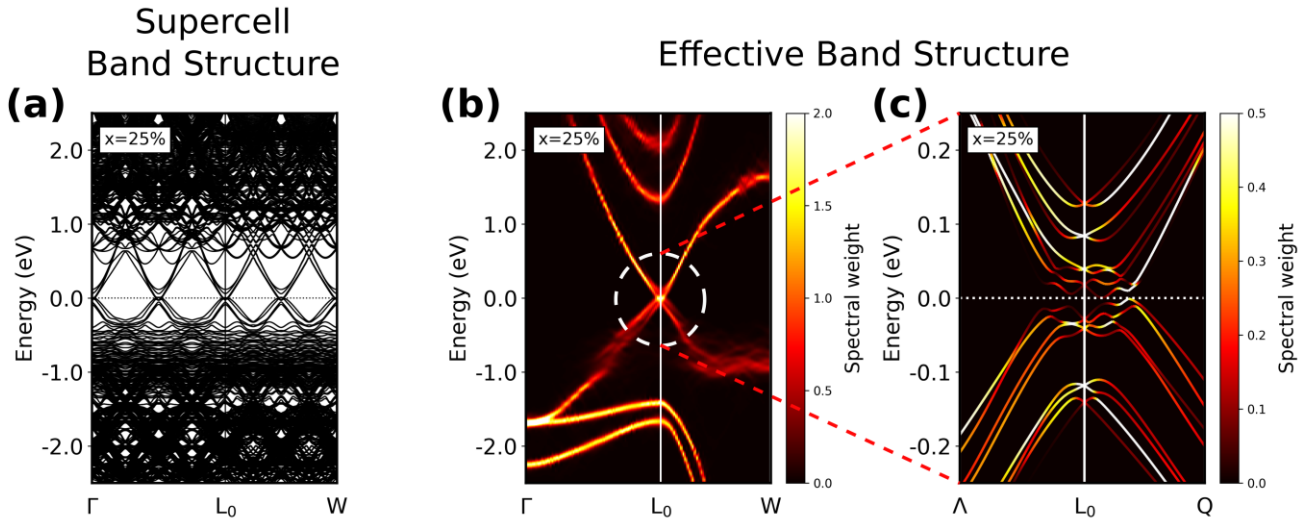 Supercell
Band Structure
Effective Band Structure
(a)
x=25%
Energy (eV)
2.0
1.0
0.0
-1.0
-2.0
Γ
L₀
W
(b)
x=25%
Energy (eV)
2.0
1.0
0.0
-1.0
-2.0
Γ
L₀
W
2.0
1.5
1.0
0.5
0.0
Spectral weight
(c)
x=25%
Energy (eV)
0.2
0.1
0.0
-0.1
-0.2
Λ
L₀
Q
0.5
0.4
0.3
0.2
0.1
0.0
Spectral weight